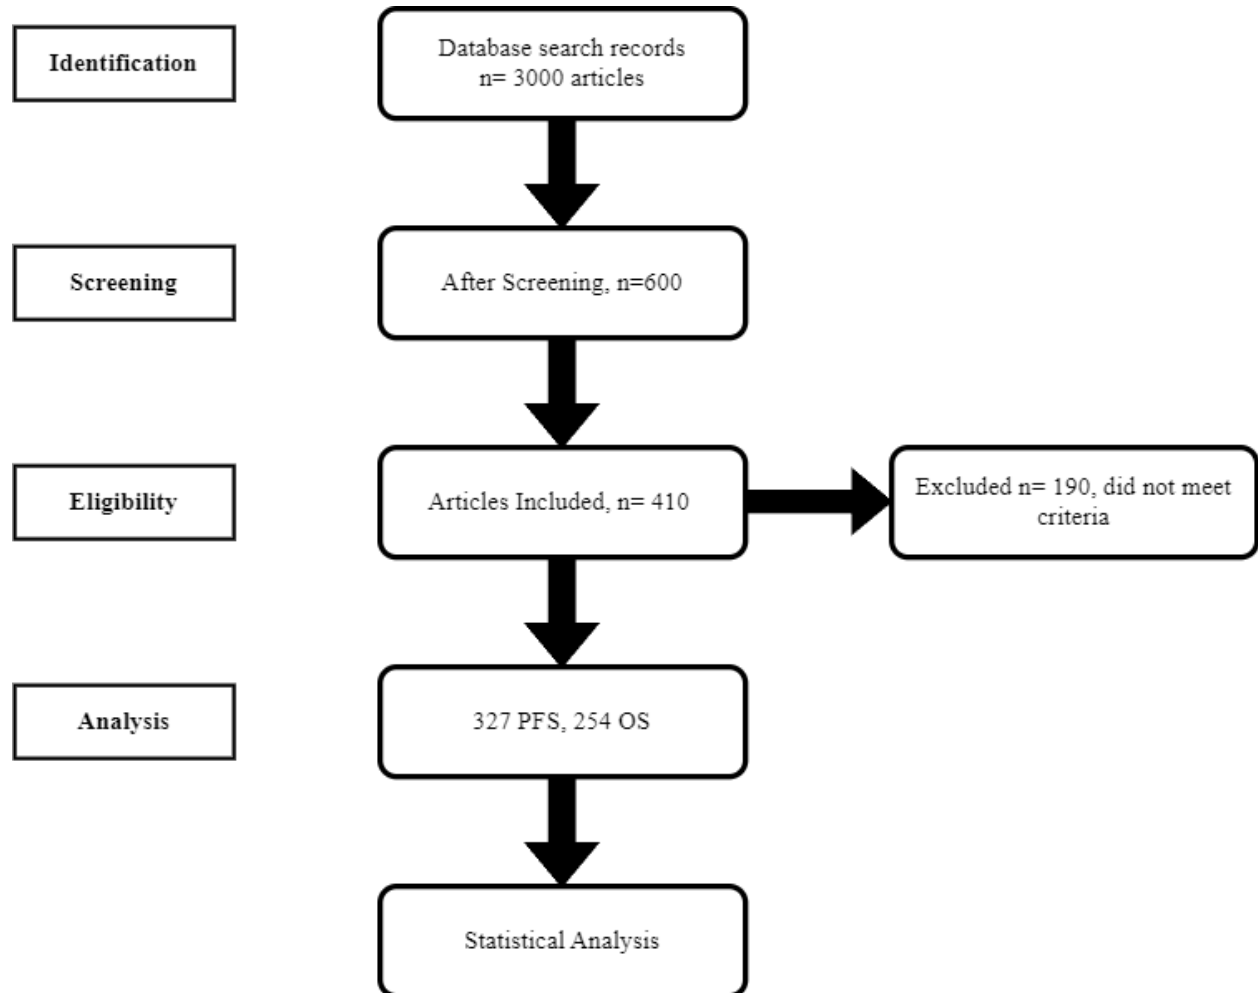 Identification
Database search records
n= 3000 articles
Screening
After Screening, n=600
Eligibility
Articles Included, n= 410
Excluded n= 190, did not meet
criteria
Analysis
327 PFS, 254 OS
Statistical Analysis